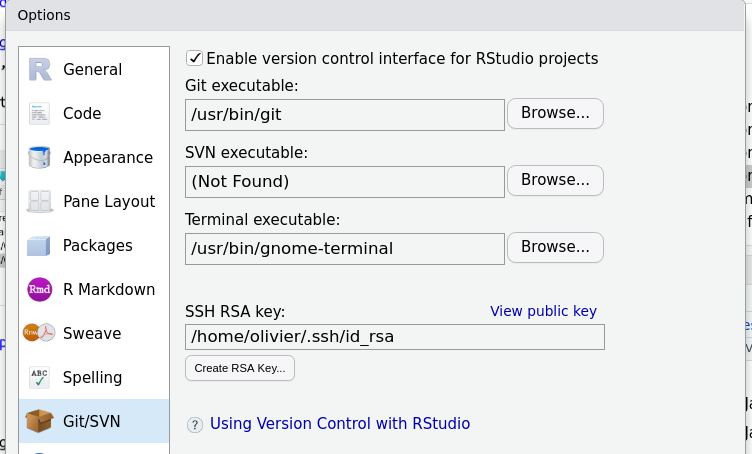 Options
General
Code
Appearance
Pane Layout
Packages
Rmd R Markdown
Sweave
ABC Spelling
Git/SVN
Enable version control interface for RStudio projects
Git executable:
/usr/bin/git Browse...
SVN executable:
(Not Found) Browse...
Terminal executable:
/usr/bin/gnome-terminal Browse...
SSH RSA key: View public key
/home/olivier/.ssh/id_rsa
Create RSA Key...
? Using Version Control with RStudio